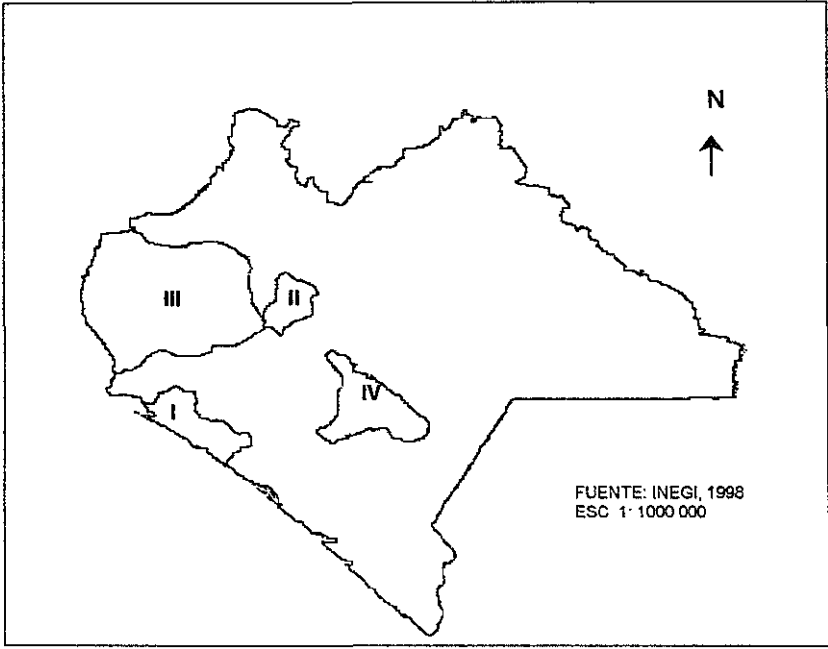 N
III
II
IV
I
FUENTE: INEGI, 1998
ESC 1: 1000 000